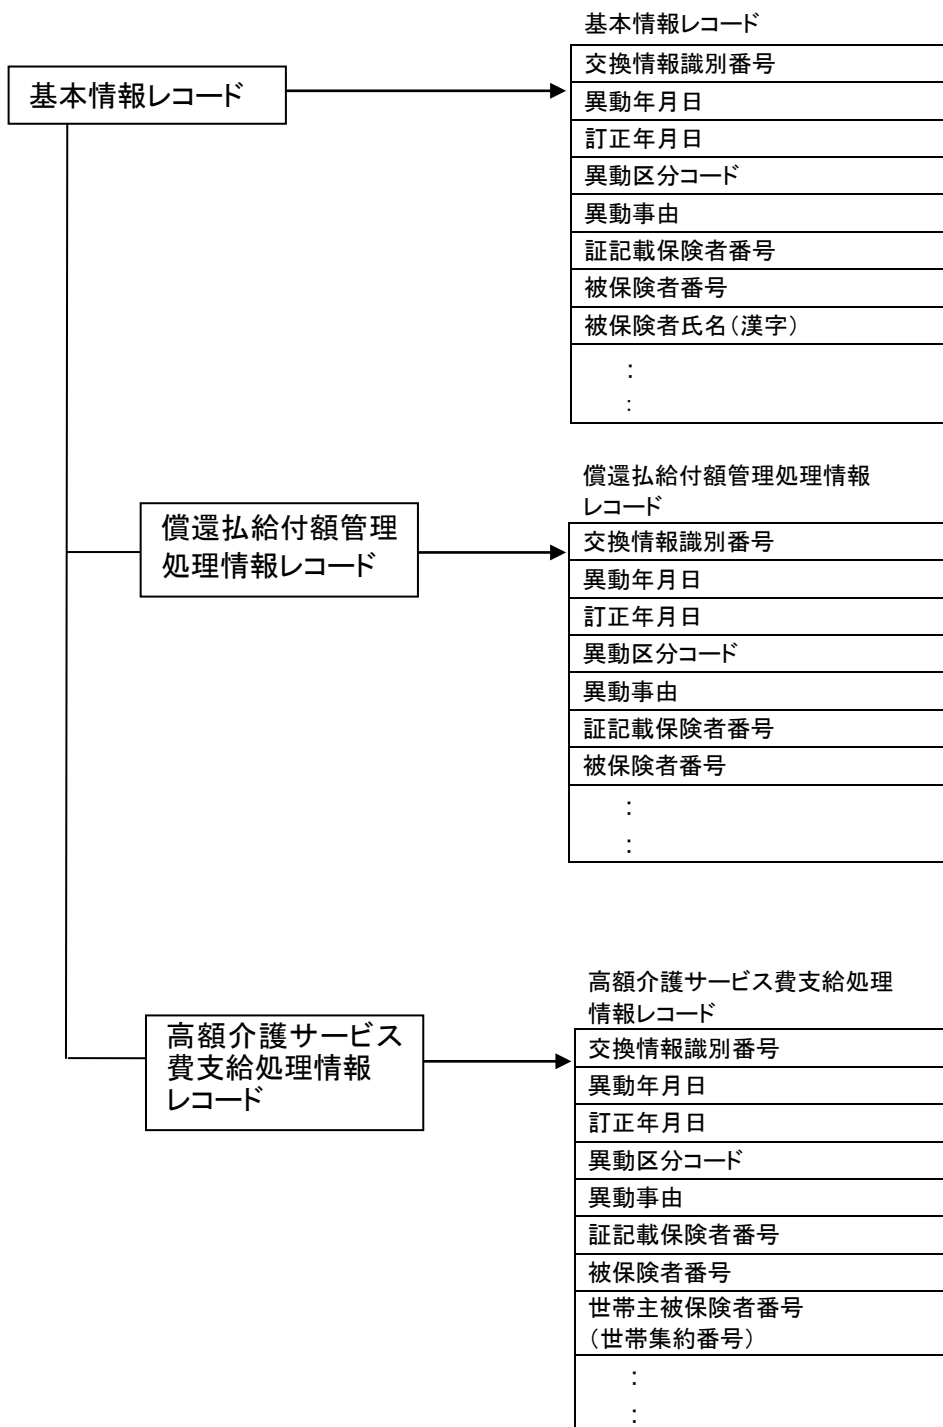 基本情報レコード
基本情報レコード
交換情報識別番号
異動年月日
訂正年月日
異動区分コード
異動事由
証記載保険者番号
被保険者番号
被保険者氏名(漢字)
:
:
償還払給付額管理
処理情報レコード
償還払給付額管理処理情報
レコード
交換情報識別番号
異動年月日
訂正年月日
異動区分コード
異動事由
証記載保険者番号
被保険者番号
:
:
高額介護サービス
費支給処理情報
レコード
高額介護サービス費支給処理
情報レコード
交換情報識別番号
異動年月日
訂正年月日
異動区分コード
異動事由
証記載保険者番号
被保険者番号
世帯主被保険者番号
(世帯集約番号)
:
: